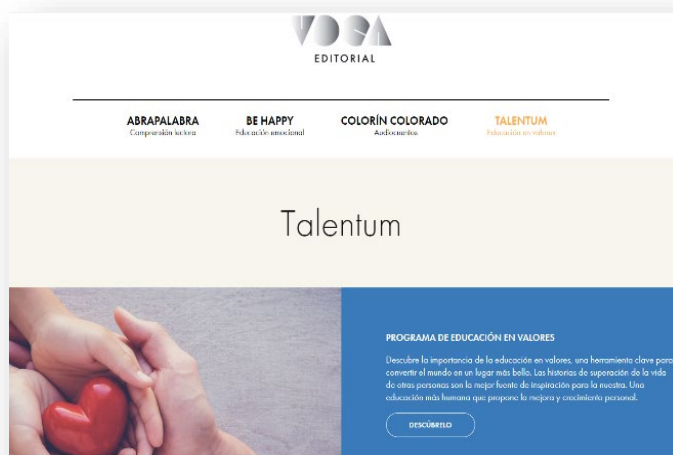 VOCA
EDITORIAL
ABRAPALABRA BE HAPPY COLORÍN COLORADO TALENTUM
Comprensión lectora Educación emocional Audiocuentos Educación en valores
Talentum
PROGRAMA DE EDUCACIÓN EN VALORES
Descubre la importancia de la educación en valores, una herramienta clave para
convertir el mundo en un lugar más bello. Las historias de superación de la vida
de otras personas son la mejor fuente de inspiración para la nuestra. Una
educación más humana que propone la mejora y crecimiento personal.
DESCÚBRELO